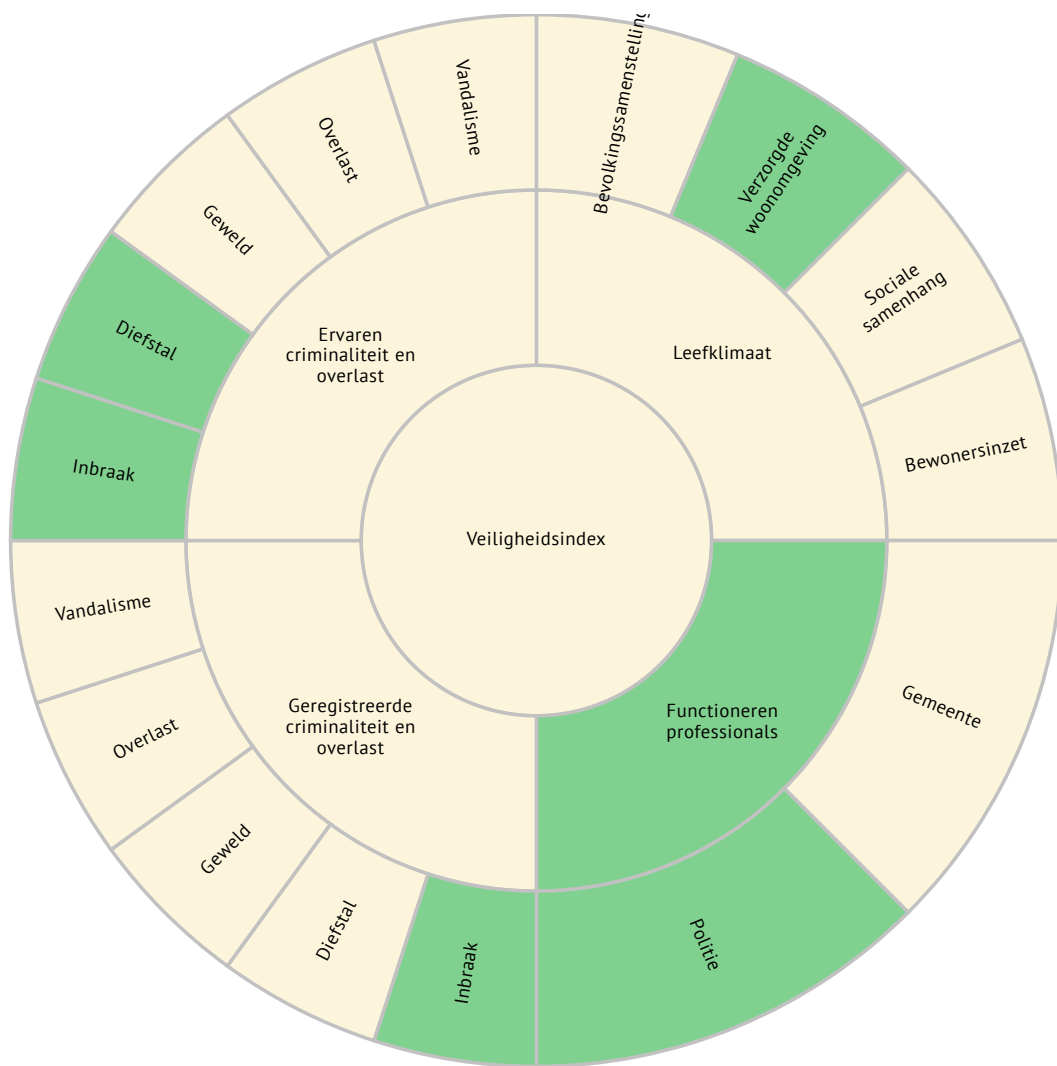 Veiligheidsindex
Leefklimaat
Functioneren
professionals
Geregistreerde
criminaliteit en
overlast
Ervaren
criminaliteit en
overlast
Bevolkingssamenstelling
Verzorgde
woonomgeving
Sociale
samenhang
Bewonersinzet
Gemeente
Politie
Inbraak
Diefstal
Geweld
Overlast
Vandalisme
Inbraak
Diefstal
Geweld
Overlast
Vandalisme